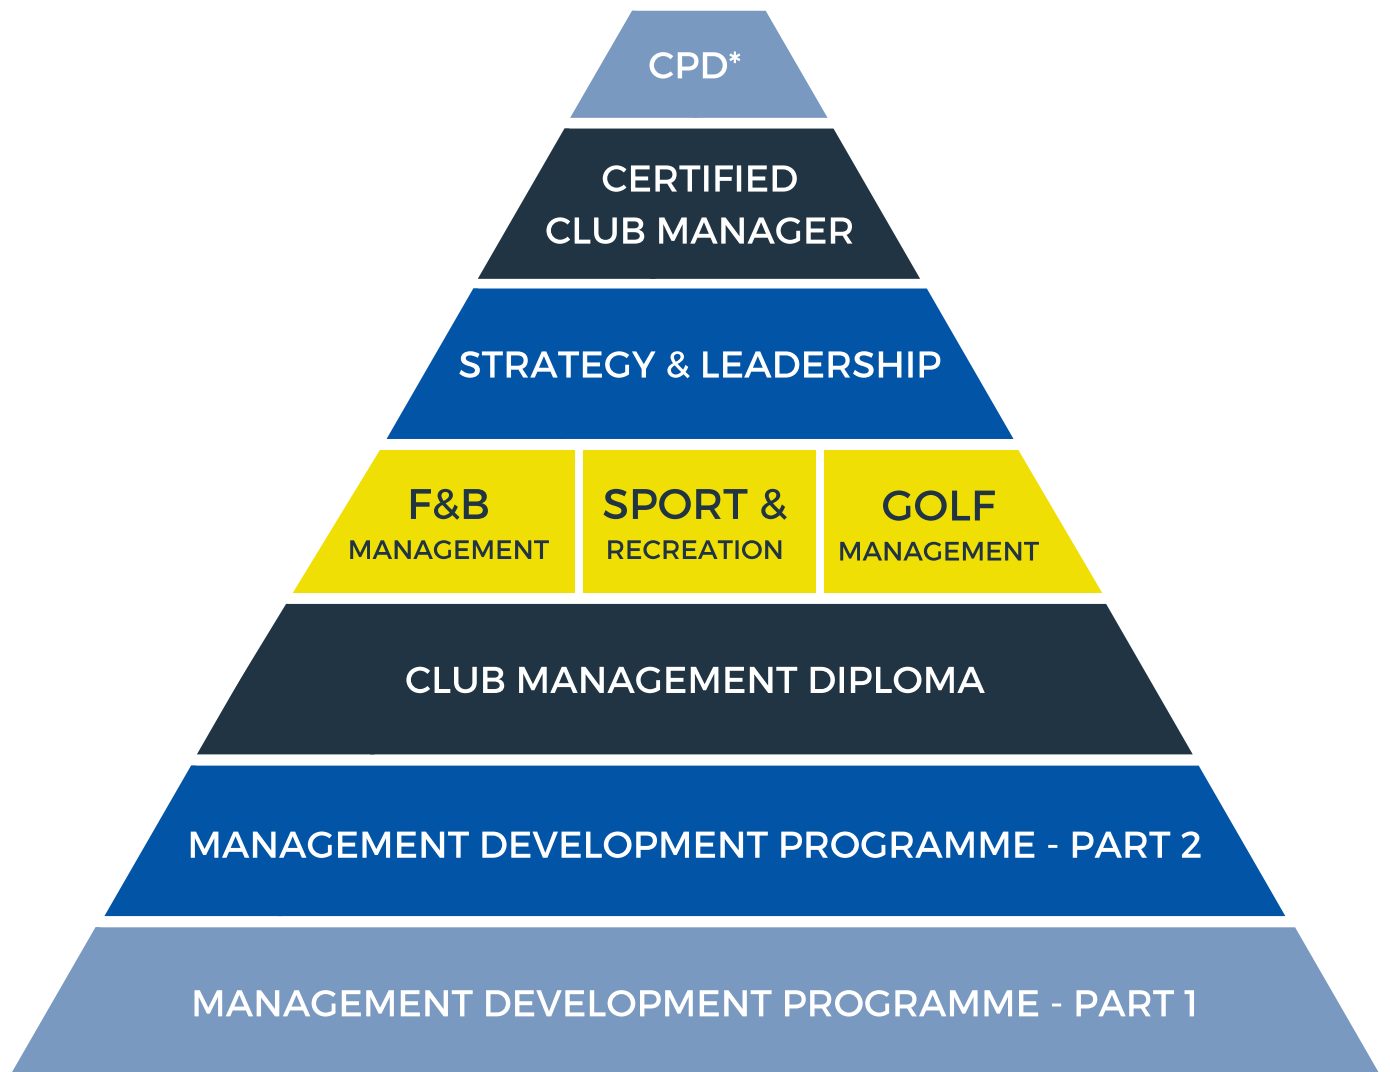 CPD*
CERTIFIED
CLUB MANAGER
STRATEGY & LEADERSHIP
F&B
MANAGEMENT
SPORT &
RECREATION
GOLF
MANAGEMENT
CLUB MANAGEMENT DIPLOMA
MANAGEMENT DEVELOPMENT PROGRAMME - PART 2
MANAGEMENT DEVELOPMENT PROGRAMME - PART 1